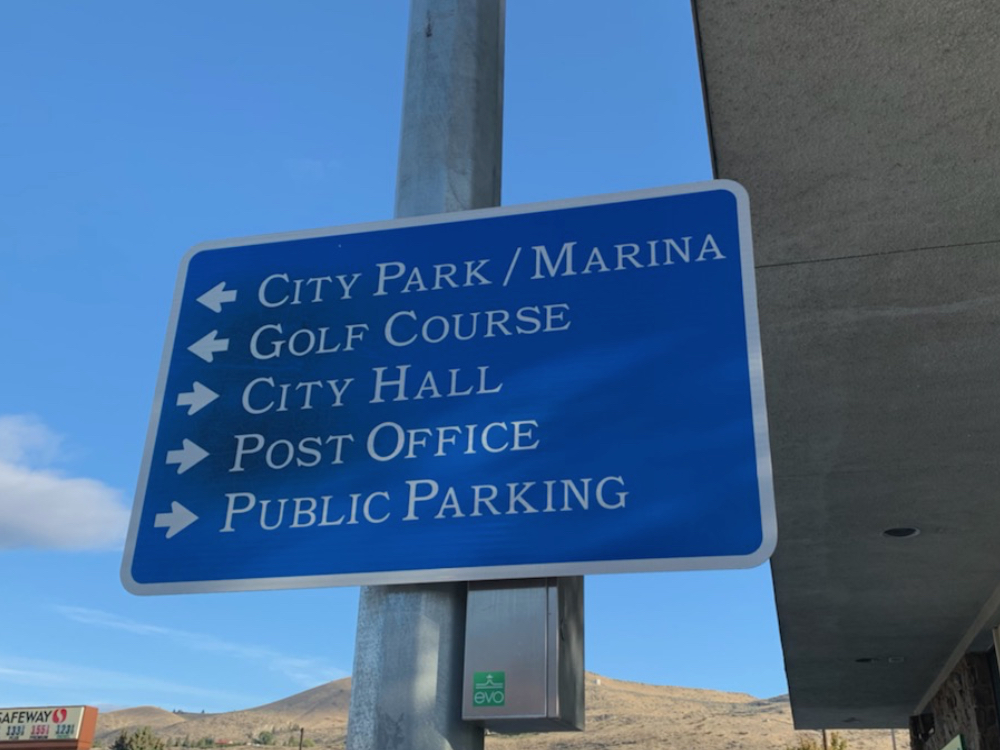 CITY PARK / MARINA
GOLF COURSE
CITY HALL
POST OFFICE
PUBLIC PARKING
evo
SAFEWAY